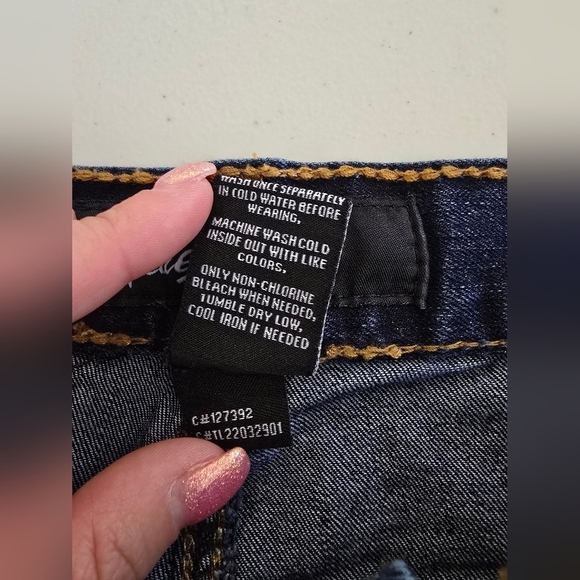 WASH ONCE SEPARATELY
IN COLD WATER BEFORE
WEARING.
MACHINE WASH COLD
INSIDE OUT WITH LIKE
COLORS.
ONLY NON-CHLORINE
BLEACH WHEN NEEDED,
TUMBLE DRY LOW,
COOL IRON IF NEEDED
C#127392
#TL22032901